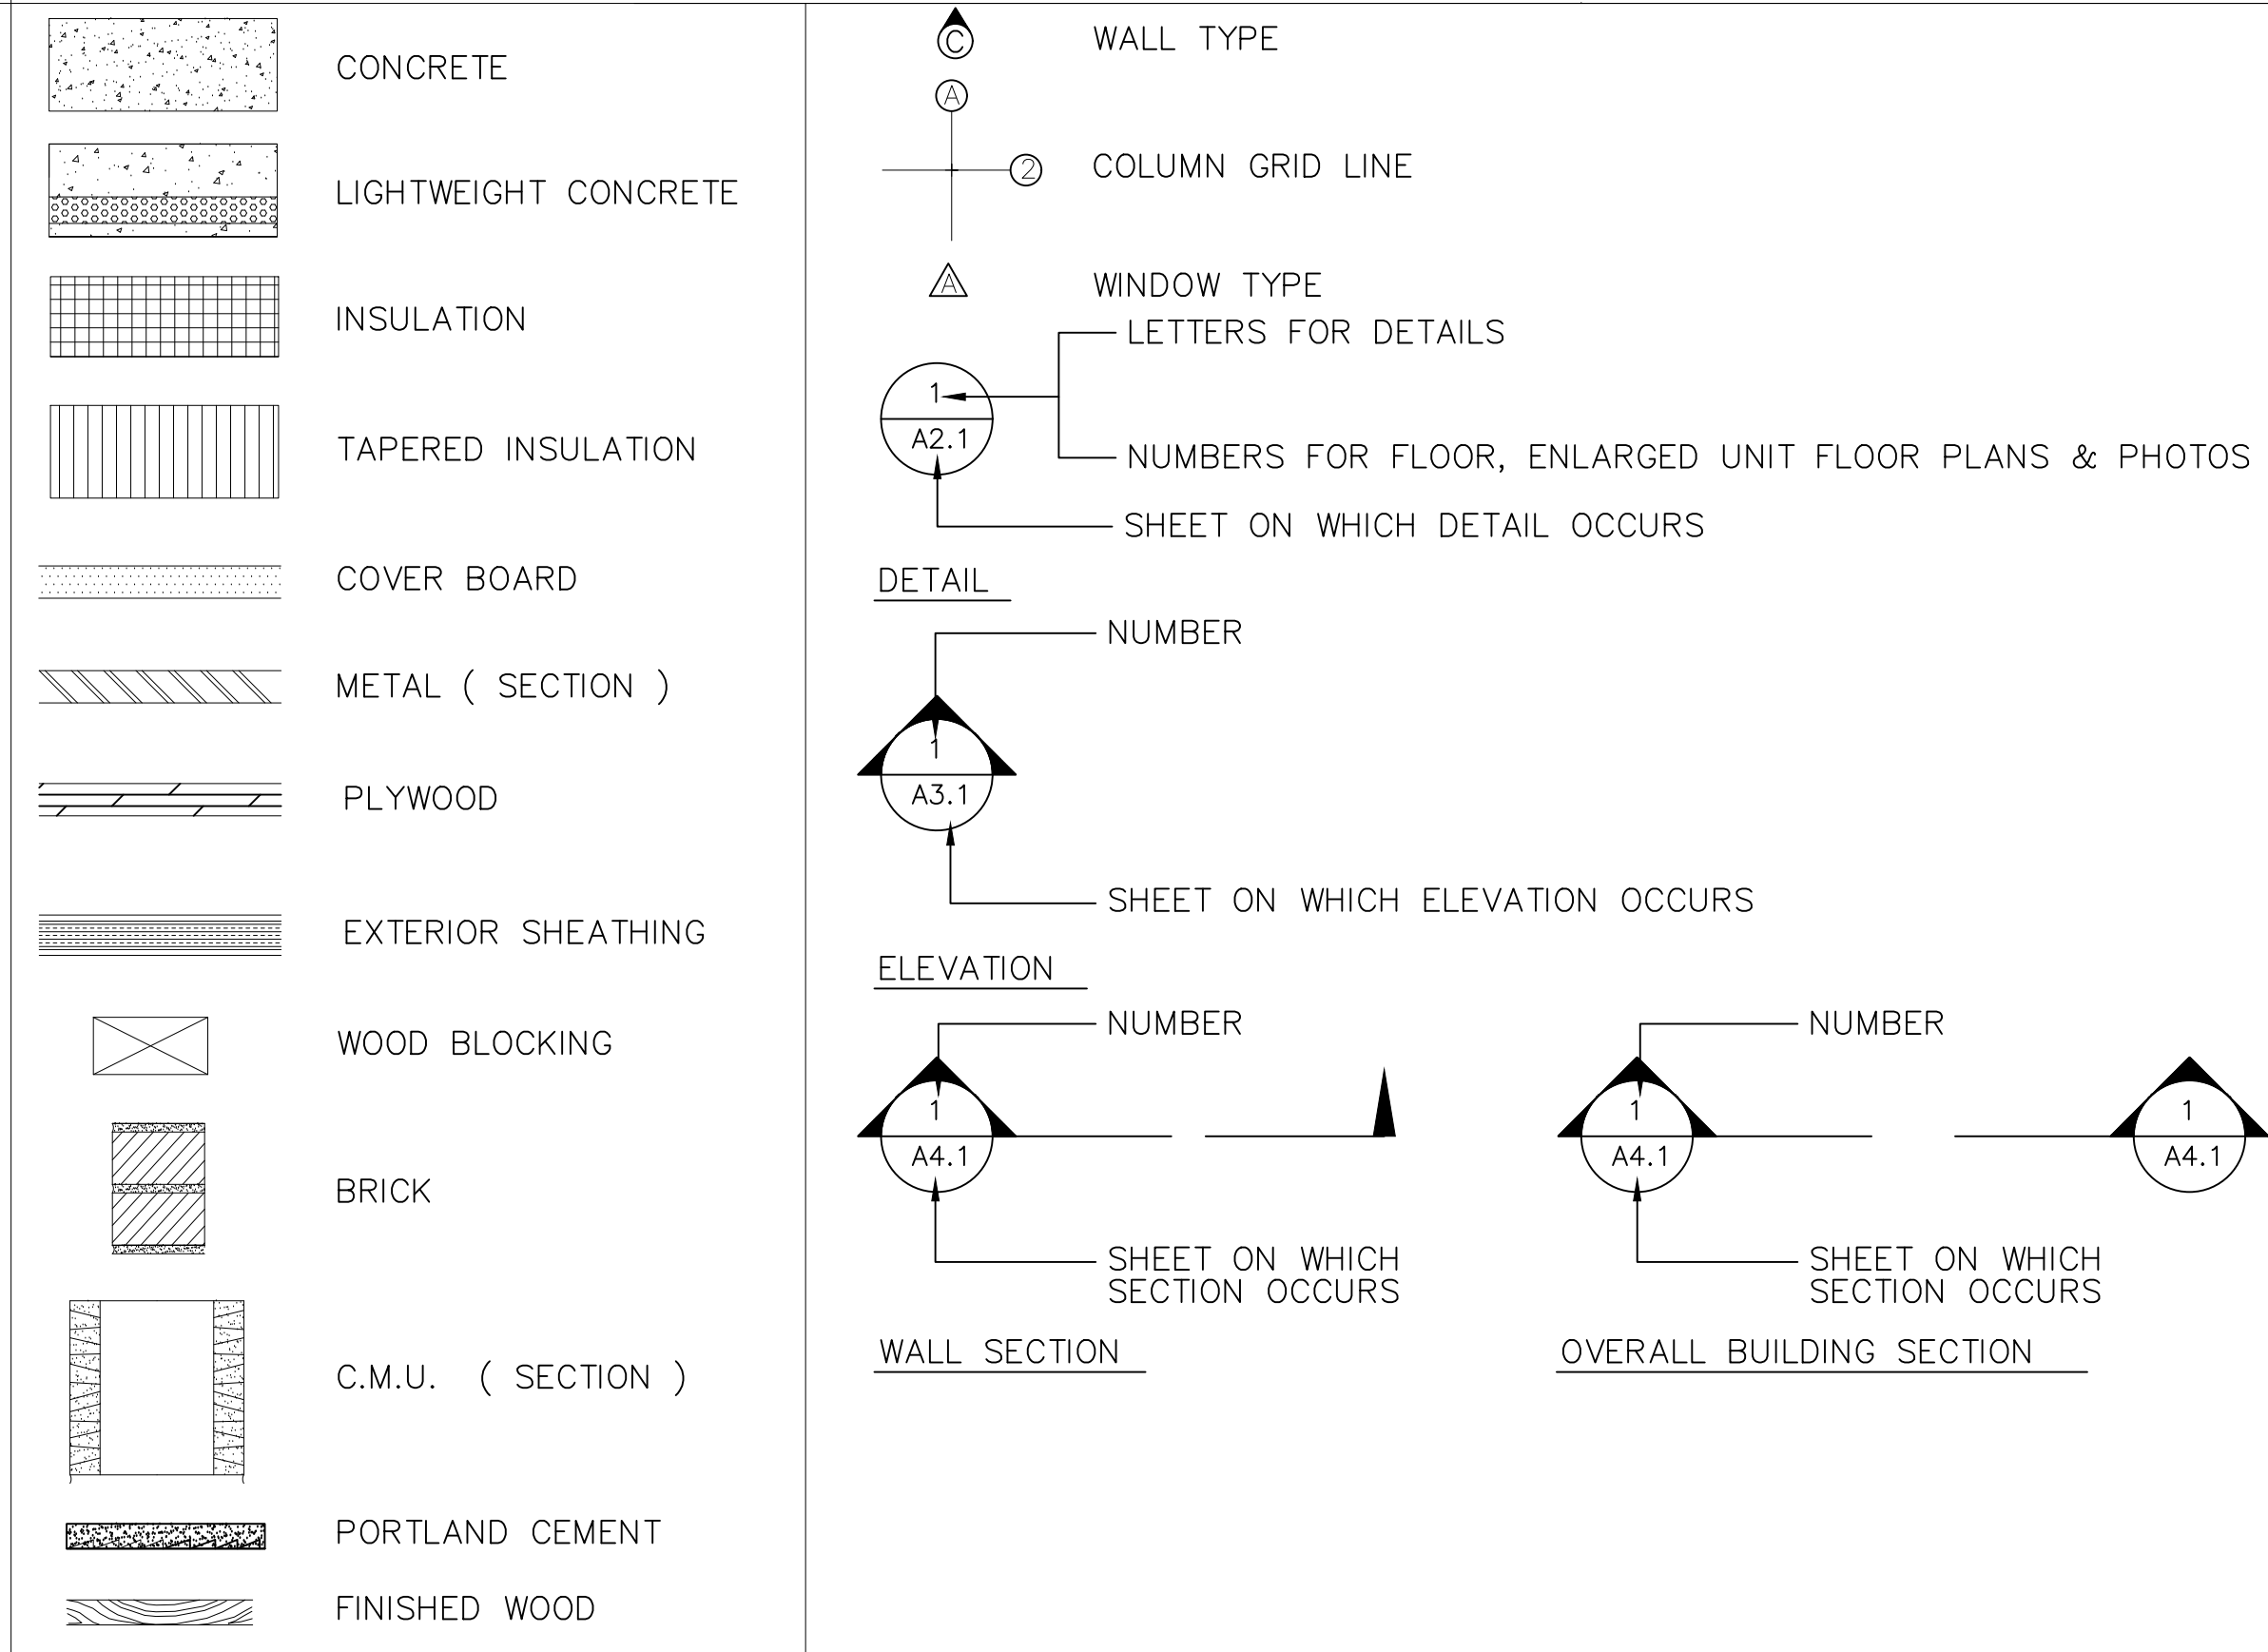 CONCRETE
LIGHTWEIGHT CONCRETE
INSULATION
TAPERED INSULATION
COVER BOARD
METAL ( SECTION )
PLYWOOD
EXTERIOR SHEATHING
WOOD BLOCKING
BRICK
C.M.U. ( SECTION )
PORTLAND CEMENT
FINISHED WOOD
C
WALL TYPE
A
2
COLUMN GRID LINE
A
WINDOW TYPE
LETTERS FOR DETAILS
1
A2.1
NUMBERS FOR FLOOR, ENLARGED UNIT FLOOR PLANS & PHOTOS
SHEET ON WHICH DETAIL OCCURS
DETAIL
NUMBER
1
A3.1
SHEET ON WHICH ELEVATION OCCURS
ELEVATION
NUMBER
1
A4.1
SHEET ON WHICH
SECTION OCCURS
WALL SECTION
NUMBER
1
A4.1
1
A4.1
SHEET ON WHICH
SECTION OCCURS
OVERALL BUILDING SECTION